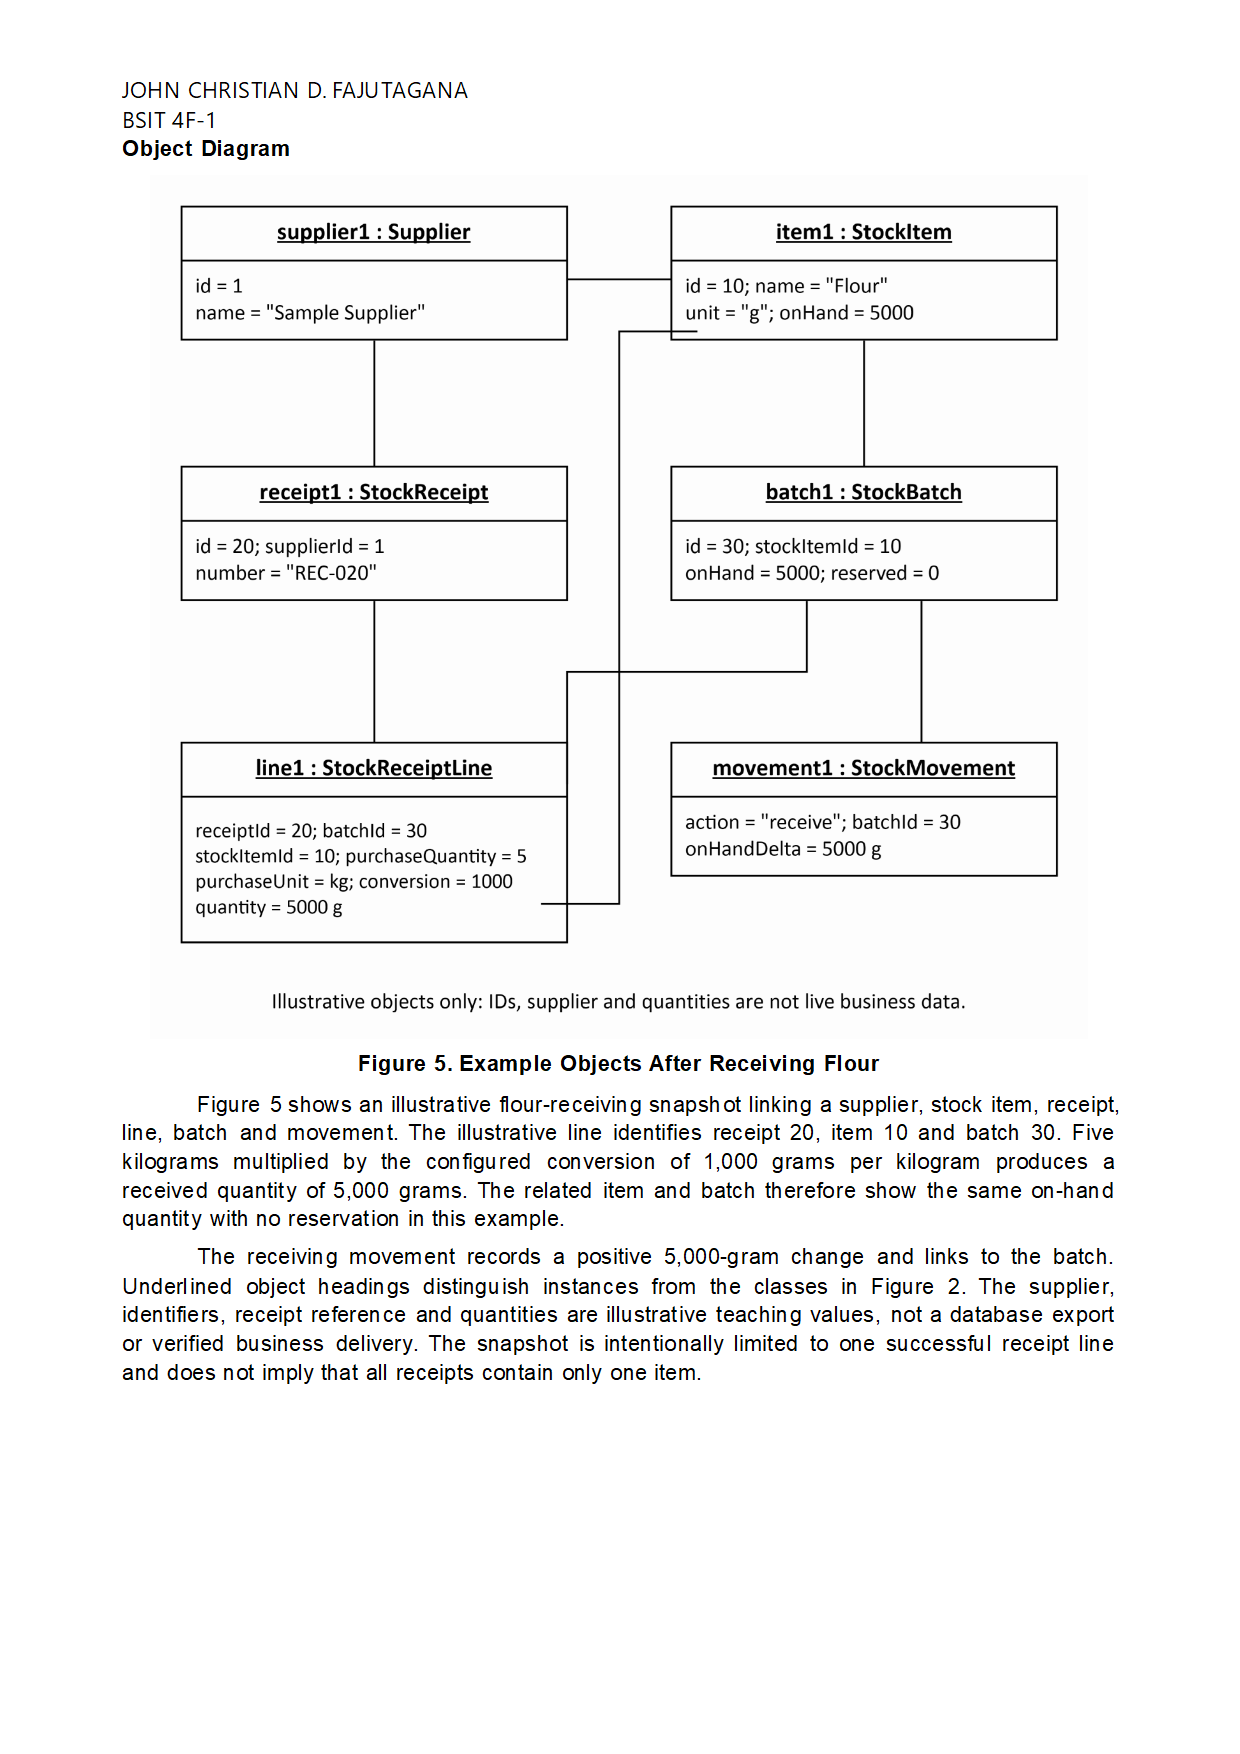 JOHN CHRISTIAN D. FAJUTAGANA
BSIT 4F-1
Object Diagram
supplier1 : Supplier
id = 1
name = "Sample Supplier"
item1 : StockItem
id = 10; name = "Flour"
unit = "g"; onHand = 5000
receipt1 : StockReceipt
id = 20; supplierId = 1
number = "REC-020"
batch1 : StockBatch
id = 30; stockItemId = 10
onHand = 5000; reserved = 0
line1 : StockReceiptLine
receiptId = 20; batchId = 30
stockItemId = 10; purchaseQuantity = 5
purchaseUnit = kg; conversion = 1000
quantity = 5000 g
movement1 : StockMovement
action = "receive"; batchId = 30
onHandDelta = 5000 g
Illustrative objects only: IDs, supplier and quantities are not live business data.
Figure 5. Example Objects After Receiving Flour
Figure 5 shows an illustrative flour-receiving snapshot linking a supplier, stock item, receipt,
line, batch and movement. The illustrative line identifies receipt 20, item 10 and batch 30. Five
kilograms multiplied by the configured conversion of 1,000 grams per kilogram produces a
received quantity of 5,000 grams. The related item and batch therefore show the same on-hand
quantity with no reservation in this example.
The receiving movement records a positive 5,000-gram change and links to the batch.
Underlined object headings distinguish instances from the classes in Figure 2. The supplier,
identifiers, receipt reference and quantities are illustrative teaching values, not a database export
or verified business delivery. The snapshot is intentionally limited to one successful receipt line
and does not imply that all receipts contain only one item.